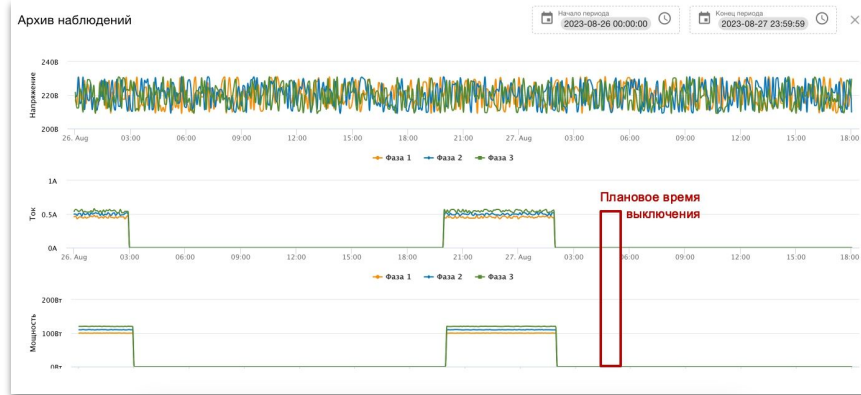 Архив наблюдений
Начало периода
2023-08-26 00:00:00
Конец периода
2023-08-27 23:59:59
Напряжение
240В
220В
200В
26. Aug 03:00 06:00 09:00 12:00 15:00 18:00 21:00 27. Aug 03:00 06:00 09:00 12:00 15:00 18:00
Фаза 1 Фаза 2 Фаза 3
Ток
1А
0.5А
0А
Плановое время
выключения
26. Aug 03:00 06:00 09:00 12:00 15:00 18:00 21:00 27. Aug 03:00 06:00 09:00 12:00 15:00 18:00
Фаза 1 Фаза 2 Фаза 3
Мощность
200Вт
100Вт
0Вт